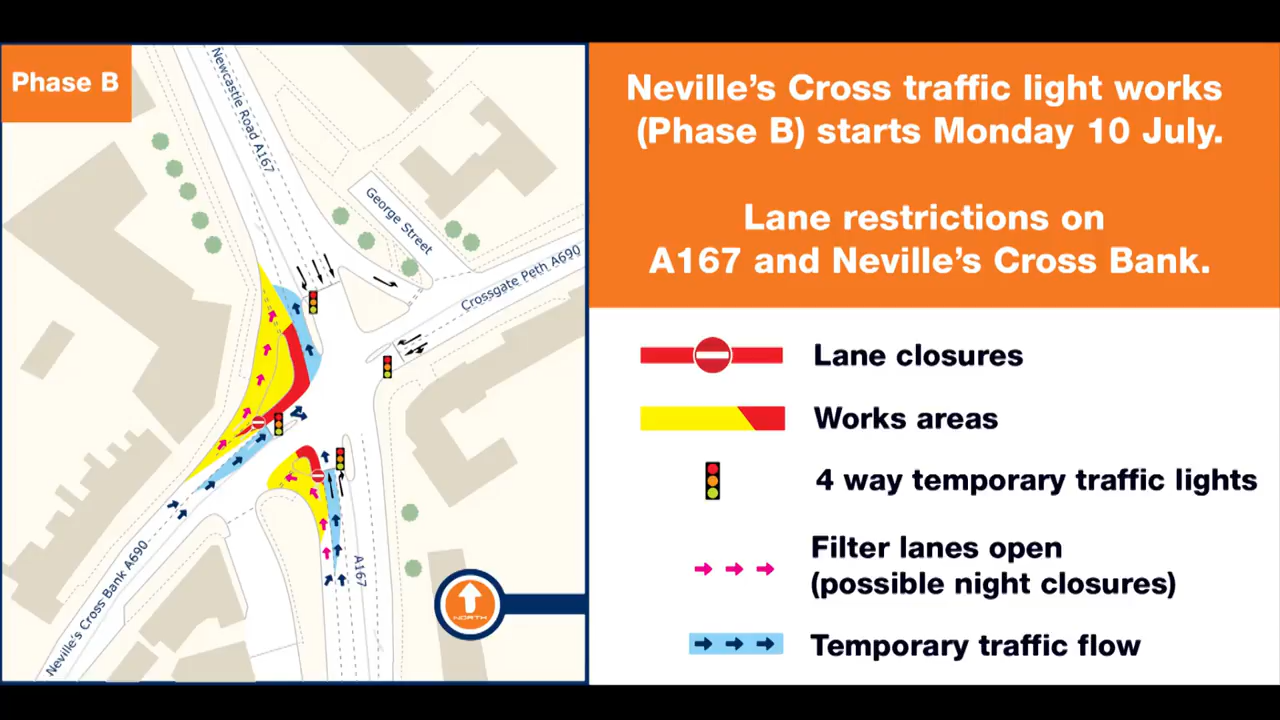 Phase B
Neville's Cross traffic light works
(Phase B) starts Monday 10 July.
Lane restrictions on
A167 and Neville's Cross Bank.
Newcastle Road A167
George Street
Crossgate Peth A690
Neville's Cross Bank A690
A167
NORTH
Lane closures
Works areas
4 way temporary traffic lights
Filter lanes open
(possible night closures)
Temporary traffic flow